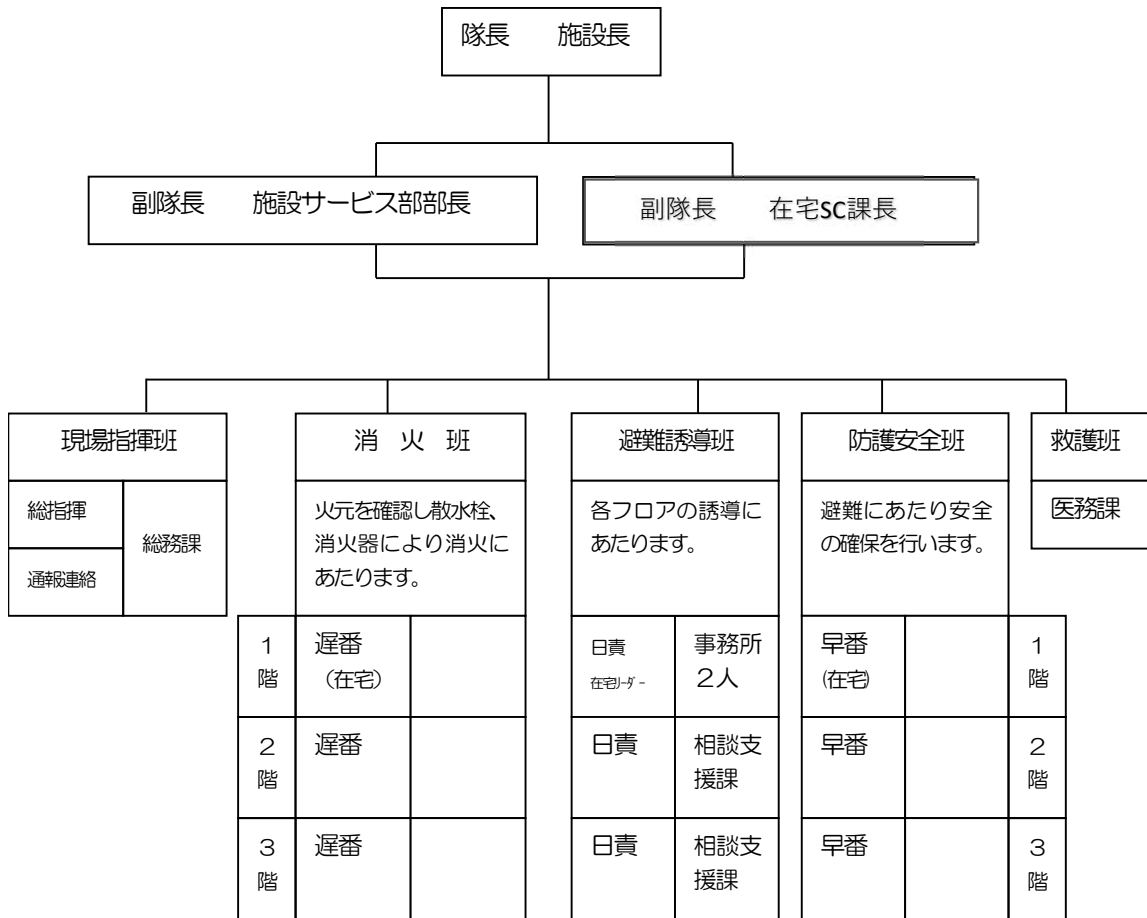 隊長　　施設長
副隊長　　施設サービス部部長
副隊長　　在宅SC課長
現場指揮班
総指揮
通報連絡
総務課
消　火　班
火元を確認し散水栓、
消火器により消火に
あたります。
避難誘導班
各フロアの誘導に
あたります。
防護安全班
避難にあたり安全
の確保を行います。
救護班
医務課
1
階
遅番
（在宅）
日責
在宅リーダー
事務所
２人
早番
(在宅)
1
階
２
階
遅番
日責
相談支
援課
早番
２
階
３
階
遅番
日責
相談支
援課
早番
３
階